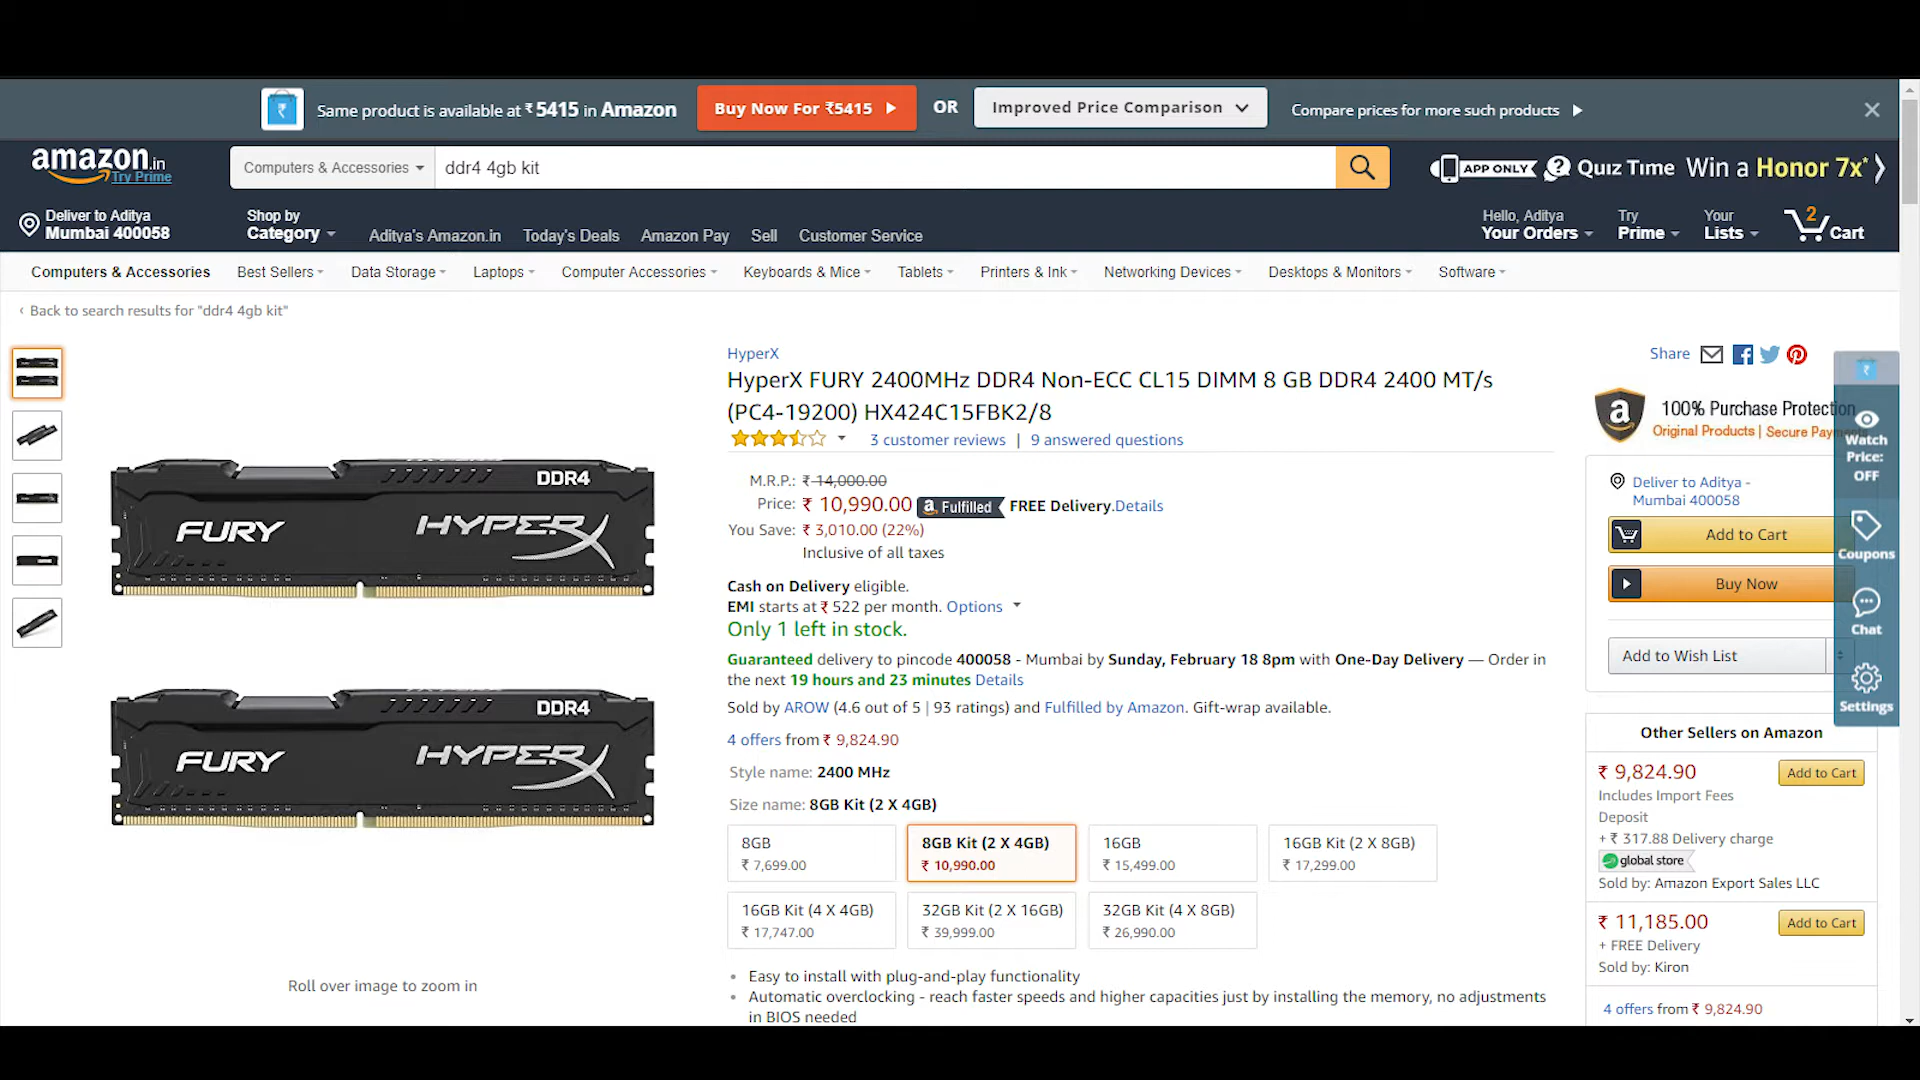 Same product is available at ₹ 5415 in Amazon
Buy Now For ₹5415
OR
Improved Price Comparison
Compare prices for more such products
amazon.in
Try Prime
Computers & Accessories
ddr4 4gb kit
APP ONLY
Quiz Time
Win a Honor 7x*
Deliver to Aditya
Mumbai 400058
Shop by
Category
Aditya's Amazon.in
Today's Deals
Amazon Pay
Sell
Customer Service
Hello, Aditya
Your Orders
Try
Prime
Your
Lists
2
Cart
Computers & Accessories
Best Sellers
Data Storage
Laptops
Computer Accessories
Keyboards & Mice
Tablets
Printers & Ink
Networking Devices
Desktops & Monitors
Software
‹ Back to search results for "ddr4 4gb kit"
DDR4
FURY
HYPERX
DDR4
FURY
HYPERX
Roll over image to zoom in
HyperX
HyperX FURY 2400MHz DDR4 Non-ECC CL15 DIMM 8 GB DDR4 2400 MT/s
(PC4-19200) HX424C15FBK2/8
3 customer reviews | 9 answered questions
M.R.P.: ₹ 14,000.00
Price: ₹ 10,990.00 a Fulfilled FREE Delivery.Details
You Save: ₹ 3,010.00 (22%)
Inclusive of all taxes
Cash on Delivery eligible.
EMI starts at ₹ 522 per month. Options
Only 1 left in stock.
Guaranteed delivery to pincode 400058 - Mumbai by Sunday, February 18 8pm with One-Day Delivery — Order in
the next 19 hours and 23 minutes Details
Sold by AROW (4.6 out of 5 | 93 ratings) and Fulfilled by Amazon. Gift-wrap available.
4 offers from ₹ 9,824.90
Style name: 2400 MHz
Size name: 8GB Kit (2 X 4GB)
8GB
₹ 7,699.00
8GB Kit (2 X 4GB)
₹ 10,990.00
16GB
₹ 15,499.00
16GB Kit (2 X 8GB)
₹ 17,299.00
16GB Kit (4 X 4GB)
₹ 17,747.00
32GB Kit (2 X 16GB)
₹ 39,999.00
32GB Kit (4 X 8GB)
₹ 26,990.00
• Easy to install with plug-and-play functionality
• Automatic overclocking - reach faster speeds and higher capacities just by installing the memory, no adjustments
in BIOS needed
Share
a
100% Purchase Protection
Original Products | Secure
Deliver to Aditya -
Mumbai 400058
Add to Cart
Buy Now
Add to Wish List
Other Sellers on Amazon
₹ 9,824.90
Add to Cart
Includes Import Fees
Deposit
+ ₹ 317.88 Delivery charge
global store
Sold by: Amazon Export Sales LLC
₹ 11,185.00
Add to Cart
+ FREE Delivery
Sold by: Kiron
4 offers from ₹ 9,824.90
Watch
Price:
OFF
Coupons
Chat
Settings